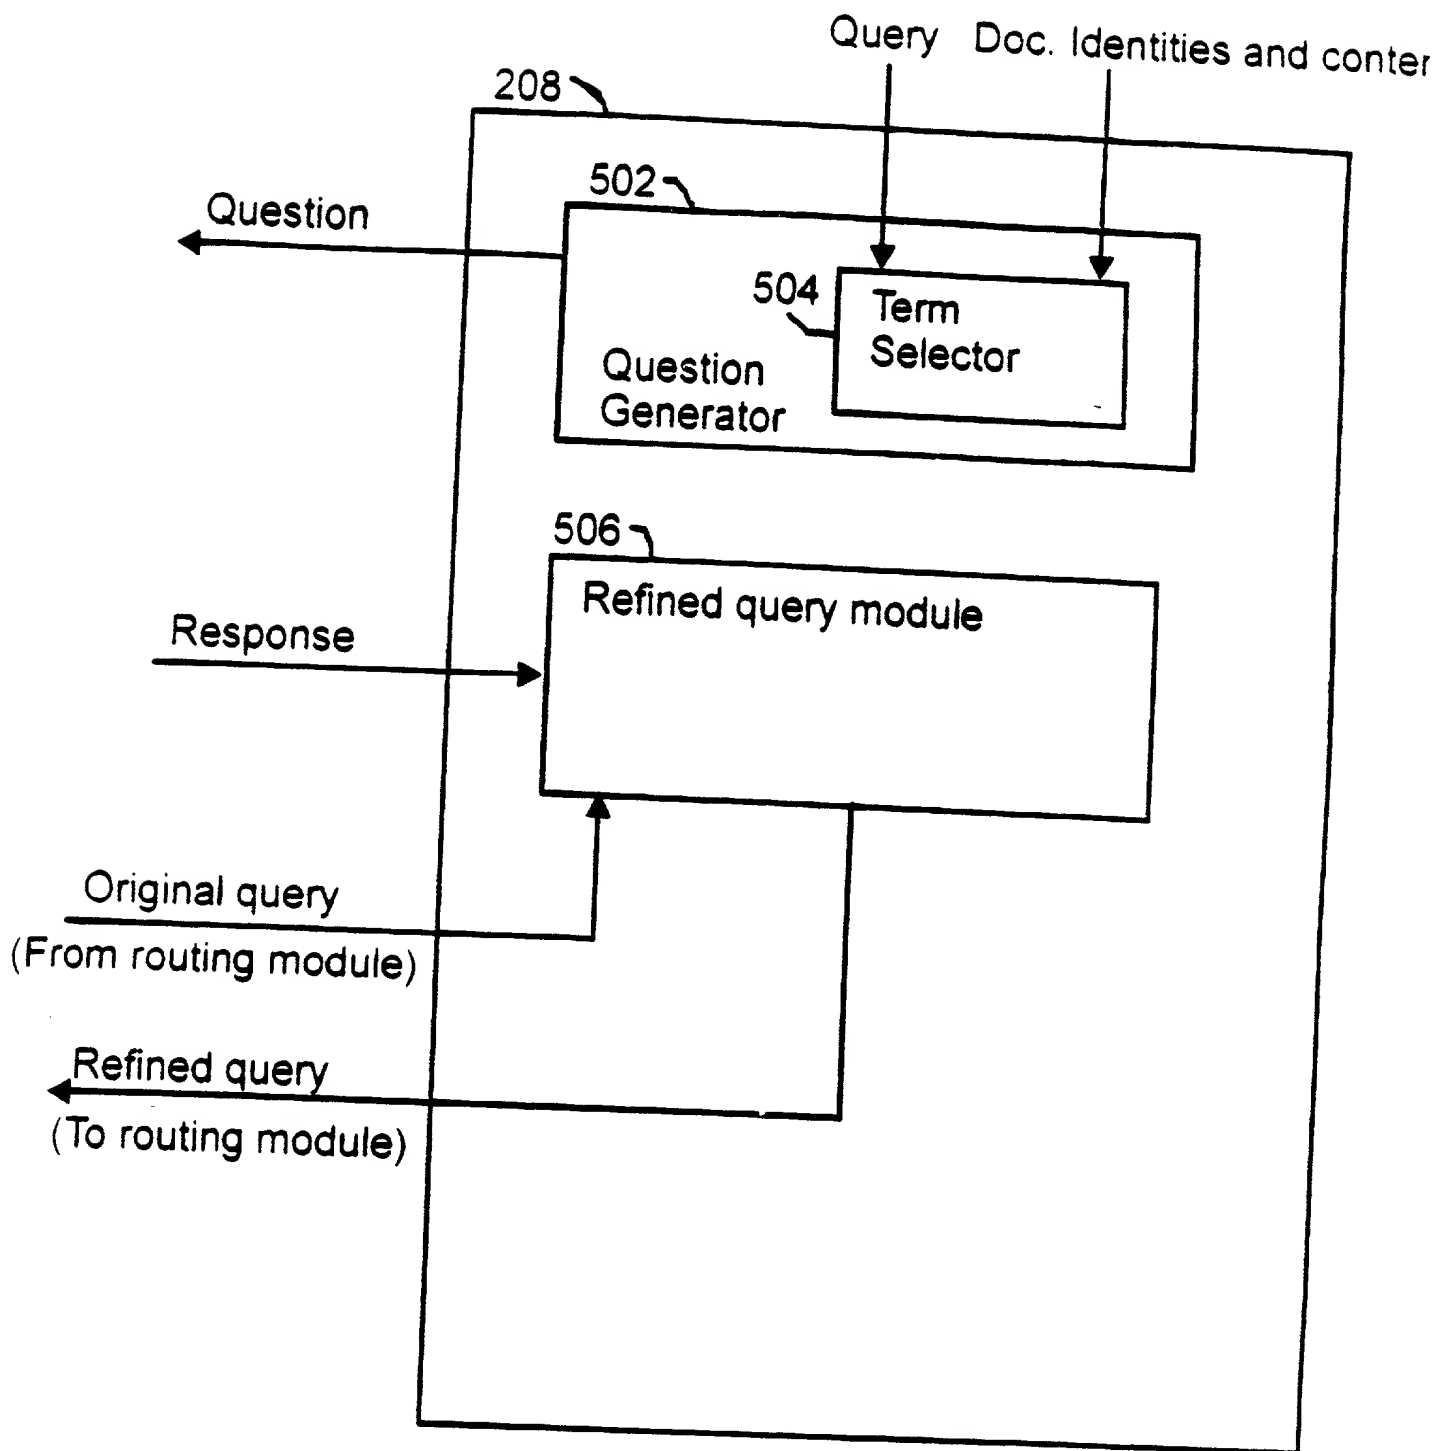 Query Doc. Identities and conter
208
502
Question
504
Term
Selector
Question
Generator
506
Refined query module
Response
Original query
(From routing module)
Refined query
(To routing module)